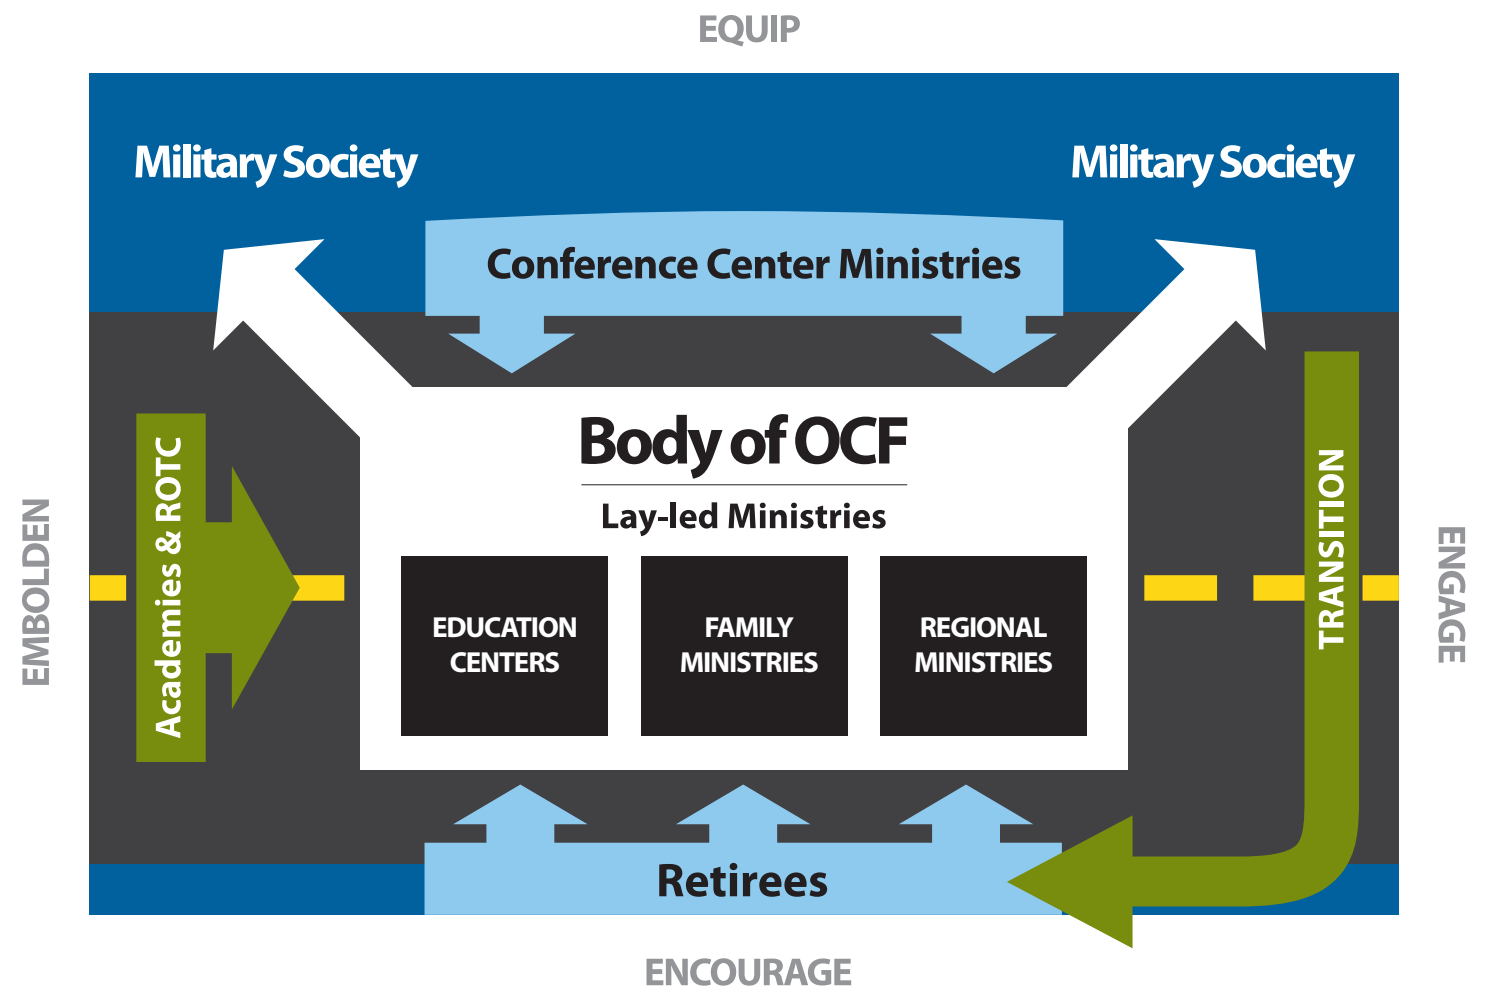 EQUIP
Military Society
Military Society
Conference Center Ministries
Body of OCF
Lay-led Ministries
EMBOLDEN
Academies & ROTC
EDUCATION
CENTERS
FAMILY
MINISTRIES
REGIONAL
MINISTRIES
TRANSITION
ENGAGE
Retirees
ENCOURAGE